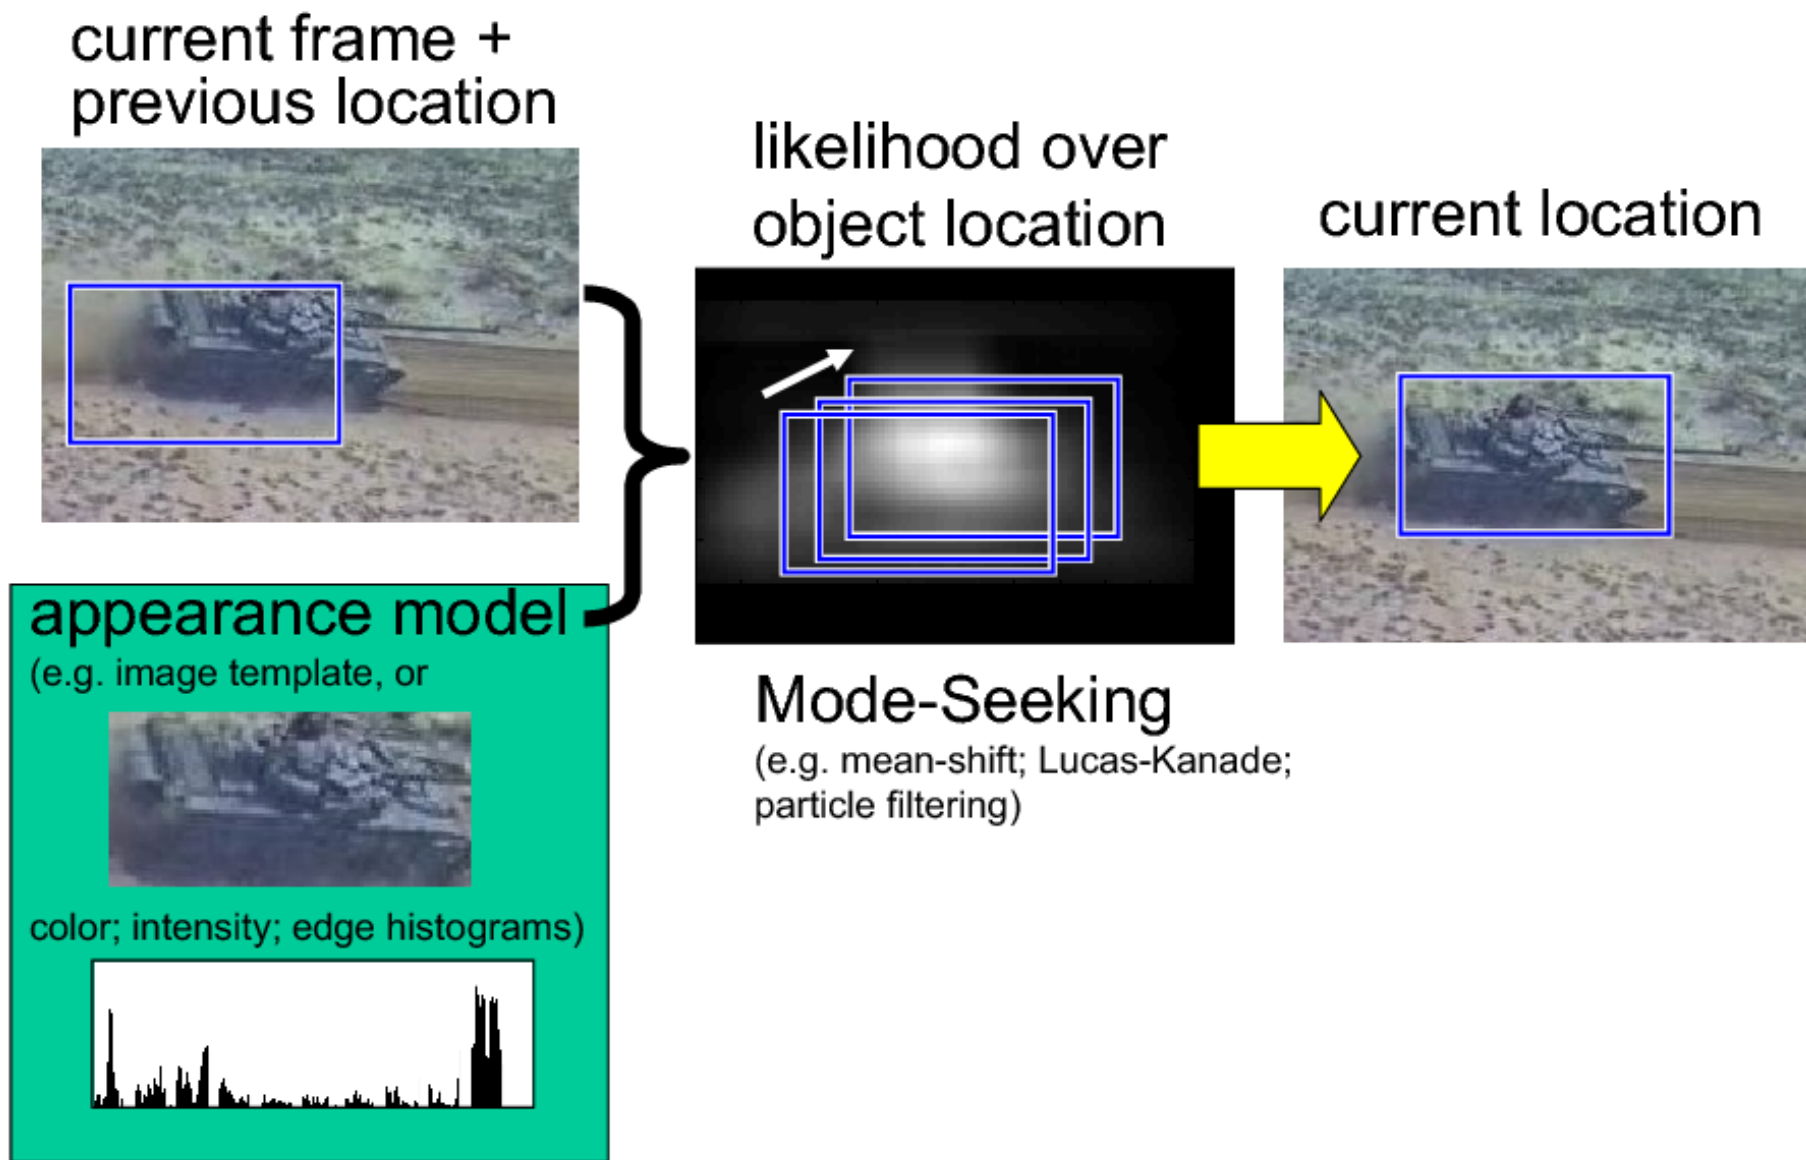 current frame +
previous location
likelihood over
object location
current location
appearance model
(e.g. image template, or
color; intensity; edge histograms)
Mode-Seeking
(e.g. mean-shift; Lucas-Kanade;
particle filtering)